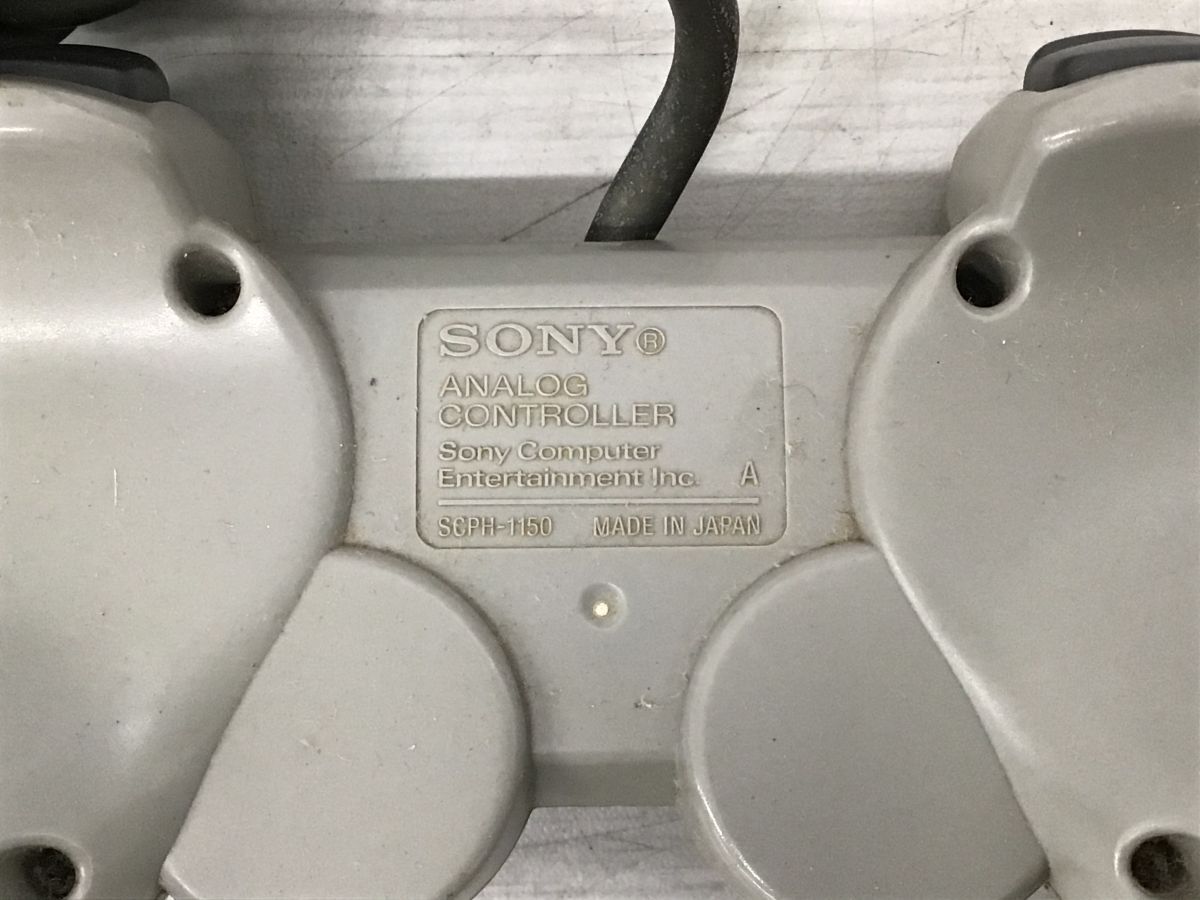 SONY®
ANALOG
CONTROLLER
Sony Computer
Entertainment Inc. A
SCPH-1150 MADE IN JAPAN